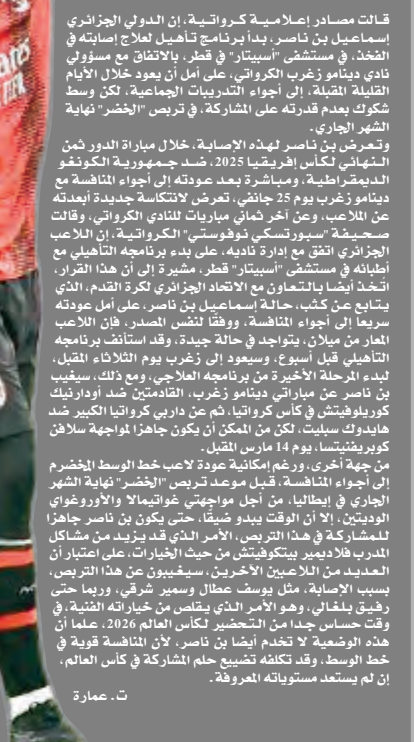 قالت مصادر إعلامية كرواتية، إن الدولي الجزائري
إسماعيل بن ناصر، بدأ برنامج تأهيل لعلاج إصابته في
الفخذ، في مستشفى "أسبيتار" في قطر، بالاتفاق مع مسؤولي
نادي دينامو زغرب الكرواتي، على أمل أن يعود خلال الأيام
القليلة المقبلة، إلى أجواء التدريبات الجماعية، لكن وسط
شكوك بعدم قدرته على المشاركة، في تربص "الخضر" نهاية
الشهر الجاري.
وتعرض بن ناصر لهذه الإصابة، خلال مباراة الدور ثمن
النهائي لكأس إفريقيا 2025، ضد جمهورية الكونغو
الديمقراطية، ومباشرة بعد عودته إلى أجواء المنافسة مع
دينامو زغرب يوم 25 جانفي، تعرض لانتكاسة جديدة أبعدته
عن الملاعب، وعن آخر ثماني مباريات للنادي الكرواتي، وقالت
صحيفة "سبورتسكي نوفوستي" الكرواتية، إن اللاعب
الجزائري اتفق مع إدارة ناديه، على بدء برنامجه التأهيلي مع
أطبائه في مستشفى "أسبيتار" قطر، مشيرة إلى أن هذا القرار،
اتخذ أيضا بالتعاون مع الاتحاد الجزائري لكرة القدم، الذي
يتابع عن كثب، حالة إسماعيل بن ناصر، على أمل عودته
سريعا إلى أجواء المنافسة. ووفقًا لنفس المصدر، فإن اللاعب
المعار من ميلان، يتواجد في حالة جيدة، وقد استأنف برنامجه
التأهيلي قبل أسبوع، وسيعود إلى زغرب يوم الثلاثاء المقبل،
لبدء المرحلة الأخيرة من برنامجه العلاجي، ومع ذلك، سيغيب
بن ناصر عن مباراتي دينامو زغرب، القادمتين ضد أودارنيك
كوريلوفيتش في كأس كرواتيا، ثم عن داربي كرواتيا الكبير ضد
هايدوك سبليت، لكن من الممكن أن يكون جاهزا لمواجهة سلافن
كوبريفنيتسا، يوم 14 مارس المقبل.
من جهة أخرى، ورغم إمكانية عودة لاعب خط الوسط المخضرم
إلى أجواء المنافسة، قبل موعد تربص "الخضر" نهاية الشهر
الجاري في إيطاليا، من أجل مواجهتي غواتيمالا والأوروغواي
الوديتين، إلا أن الوقت يبدو ضيقًا، حتى يكون بن ناصر جاهزا
للمشاركة في هذا التربص، الأمر الذي قد يزيد من مشاكل
المدرب فلاديمير بيتكوفيتش من حيث الخيارات، على اعتبار أن
العديد من اللاعبين الآخرين، سيغيبون عن هذا التربص،
بسبب الإصابة، مثل يوسف عطال وسمير شرقي، وربما حتى
رفيق بلغالي، وهو الأمر الذي يقلص من خياراته الفنية، في
وقت حساس جدا من التحضير لكأس العالم 2026، علما أن
هذه الوضعية لا تخدم أيضا بن ناصر، لأن المنافسة قوية في
خط الوسط، وقد تكلفه تضييع حلم المشاركة في كأس العالم،
إن لم يستعد مستوياته المعروفة.
ت. عمارة